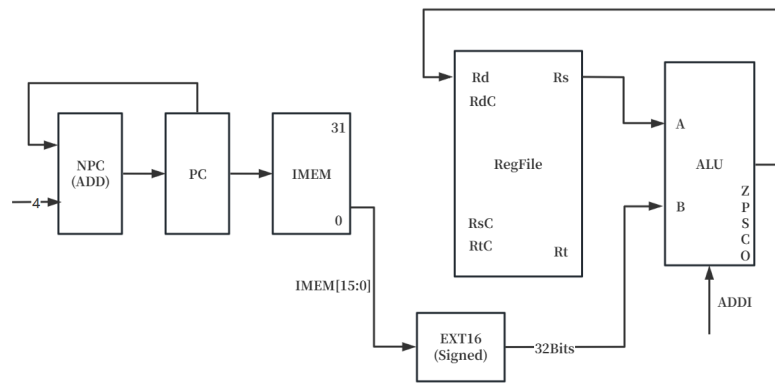 NPC
(ADD)
4
PC
31
IMEM
0
IMEM[15:0]
EXT16
(Signed)
32Bits
Rd
Rs
RdC
RegFile
RsC
RtC
Rt
A
ALU
B
Z
P
S
C
O
ADDI